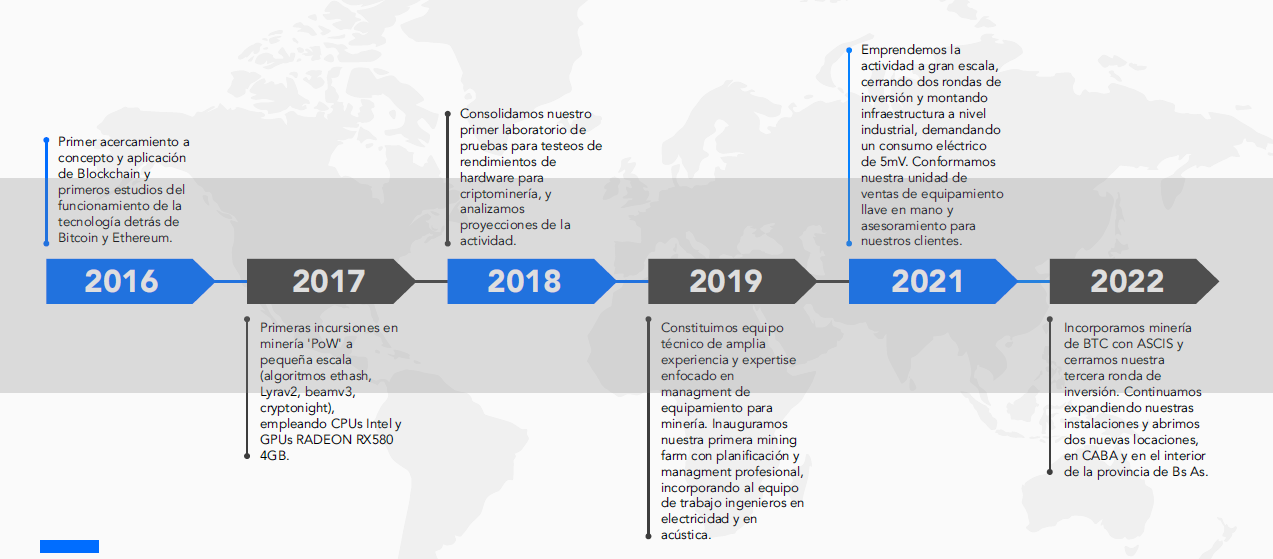 Primer acercamiento a
concepto y aplicación
de Blockchain y
primeros estudios del
funcionamiento de la
tecnología detrás de
Bitcoin y Ethereum.
2016
2017
Primeras incursiones en
minería 'PoW' a
pequeña escala
(algoritmos ethash,
Lyrav2, beamv3,
cryptonight),
empleando CPUs Intel y
GPUs RADEON RX580
4GB.
Consolidamos nuestro
primer laboratorio de
pruebas para testeos de
rendimientos de
hardware para
criptominería, y
analizamos
proyecciones de la
actividad.
2018
2019
Constituimos equipo
técnico de amplia
experiencia y expertise
enfocado en
managment de
equipamiento para
minería. Inauguramos
nuestra primera mining
farm con planificación y
managment profesional,
incorporando al equipo
de trabajo ingenieros en
electricidad y en
acústica.
Emprendemos la
actividad a gran escala,
cerrando dos rondas de
inversión y montando
infraestructura a nivel
industrial, demandando
un consumo eléctrico
de 5mV. Conformamos
nuestra unidad de
ventas de equipamiento
llave en mano y
asesoramiento para
nuestros clientes.
2021
2022
Incorporamos minería
de BTC con ASCIS y
cerramos nuestra
tercera ronda de
inversión. Continuamos
expandiendo nuestras
instalaciones y abrimos
dos nuevas locaciones,
en CABA y en el interior
de la provincia de Bs As.